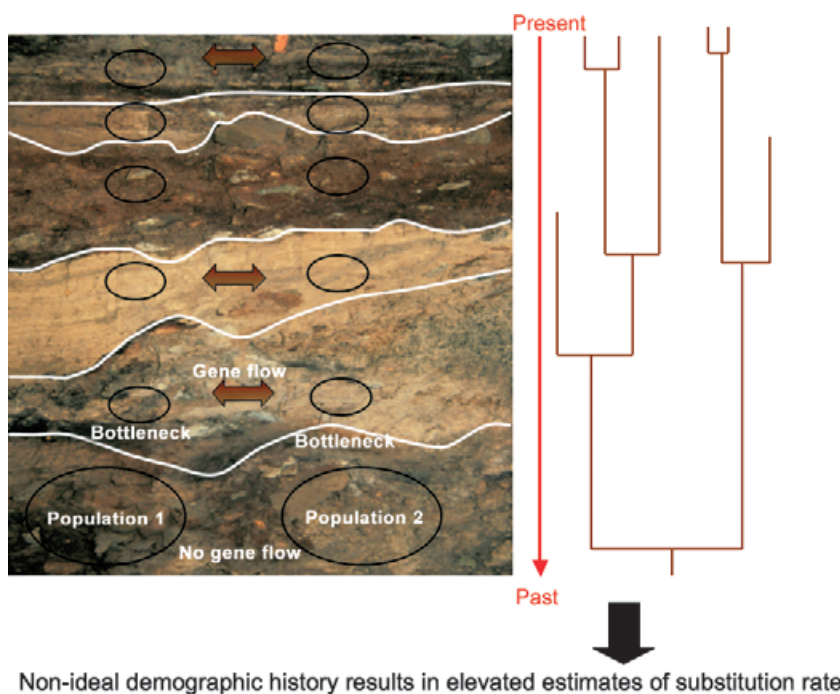 Present
Gene flow
Bottleneck
Bottleneck
Population 1
Population 2
No gene flow
Past
Non-ideal demographic history results in elevated estimates of substitution rate